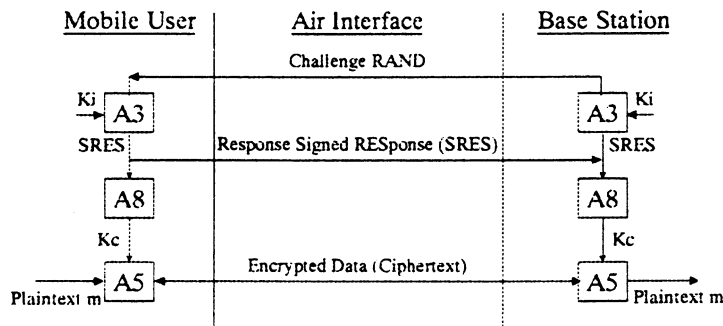 Mobile User Air Interface Base Station
Challenge RAND
Ki A3 A3 Ki
SRES Response Signed RESponse (SRES) SRES
A8 A8
Kc Kc
Encrypted Data (Ciphertext)
A5 A5
Plaintext m Plaintext m